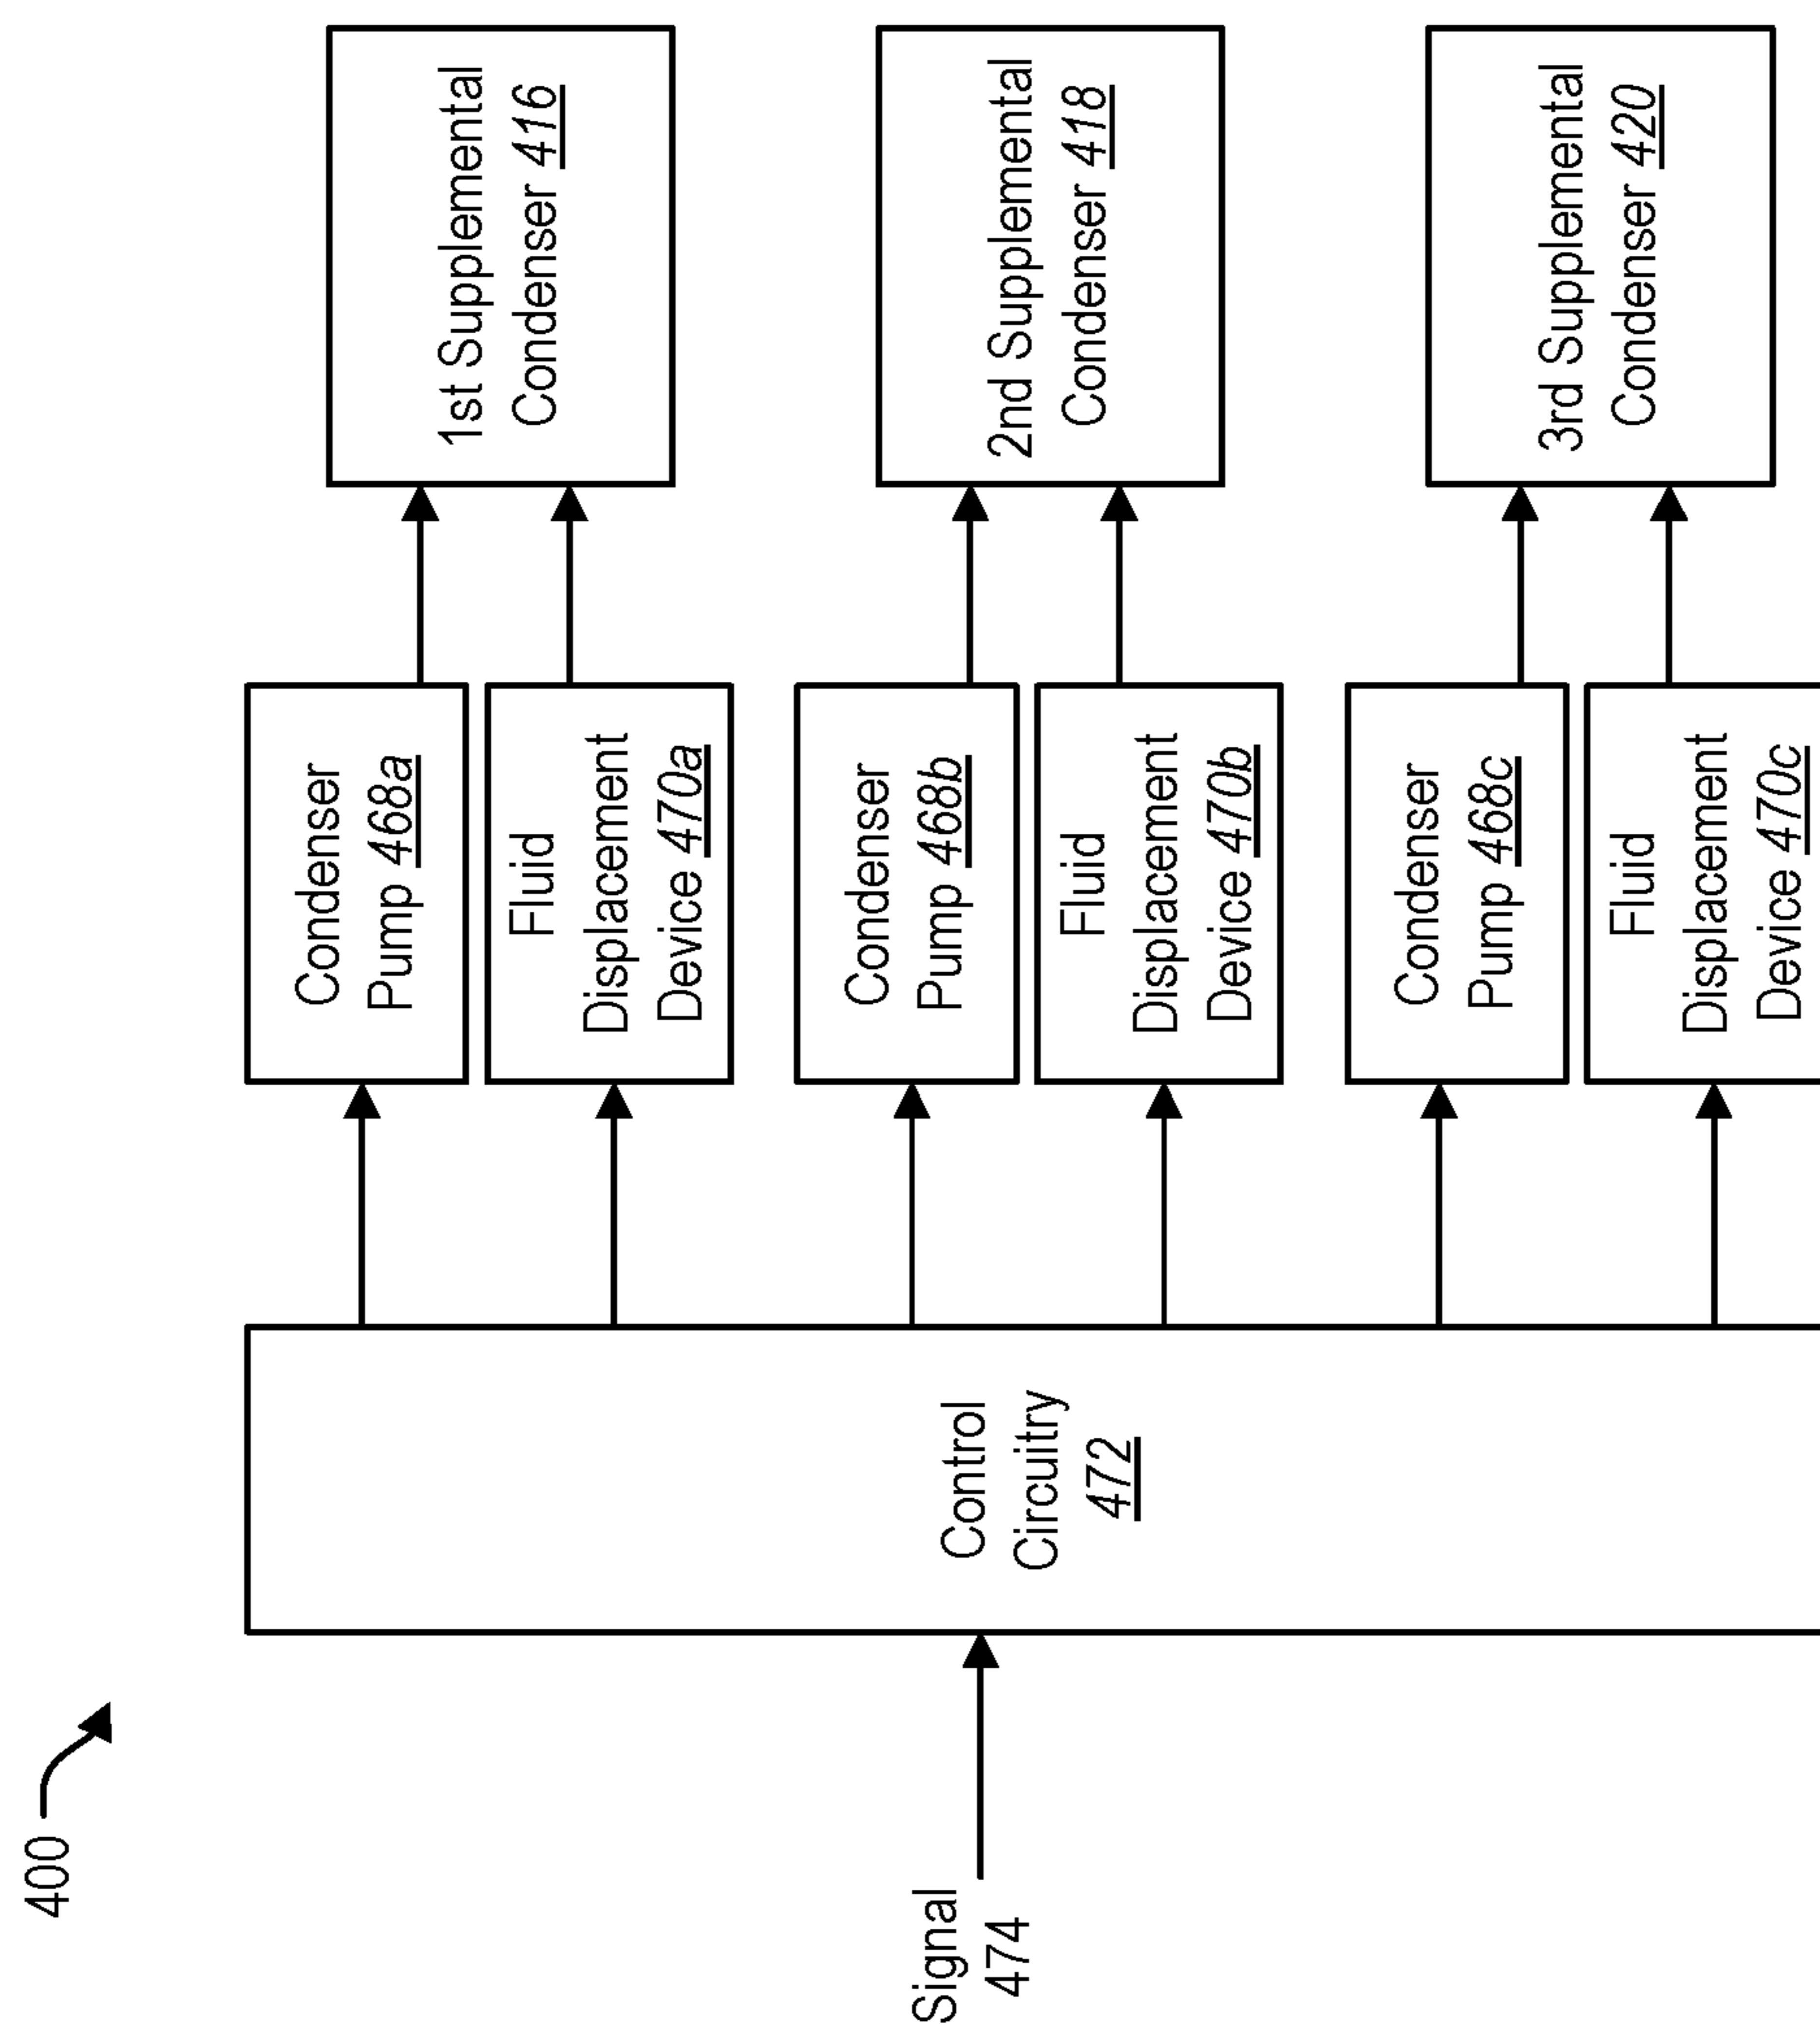 400
Signal
474
Control
Circuitry
472
Condenser
Pump 468a
Fluid
Displacement
Device 470a
Condenser
Pump 468b
Fluid
Displacement
Device 470b
Condenser
Pump 468c
Fluid
Displacement
Device 470c
1st Supplemental
Condenser 416
2nd Supplemental
Condenser 418
3rd Supplemental
Condenser 420